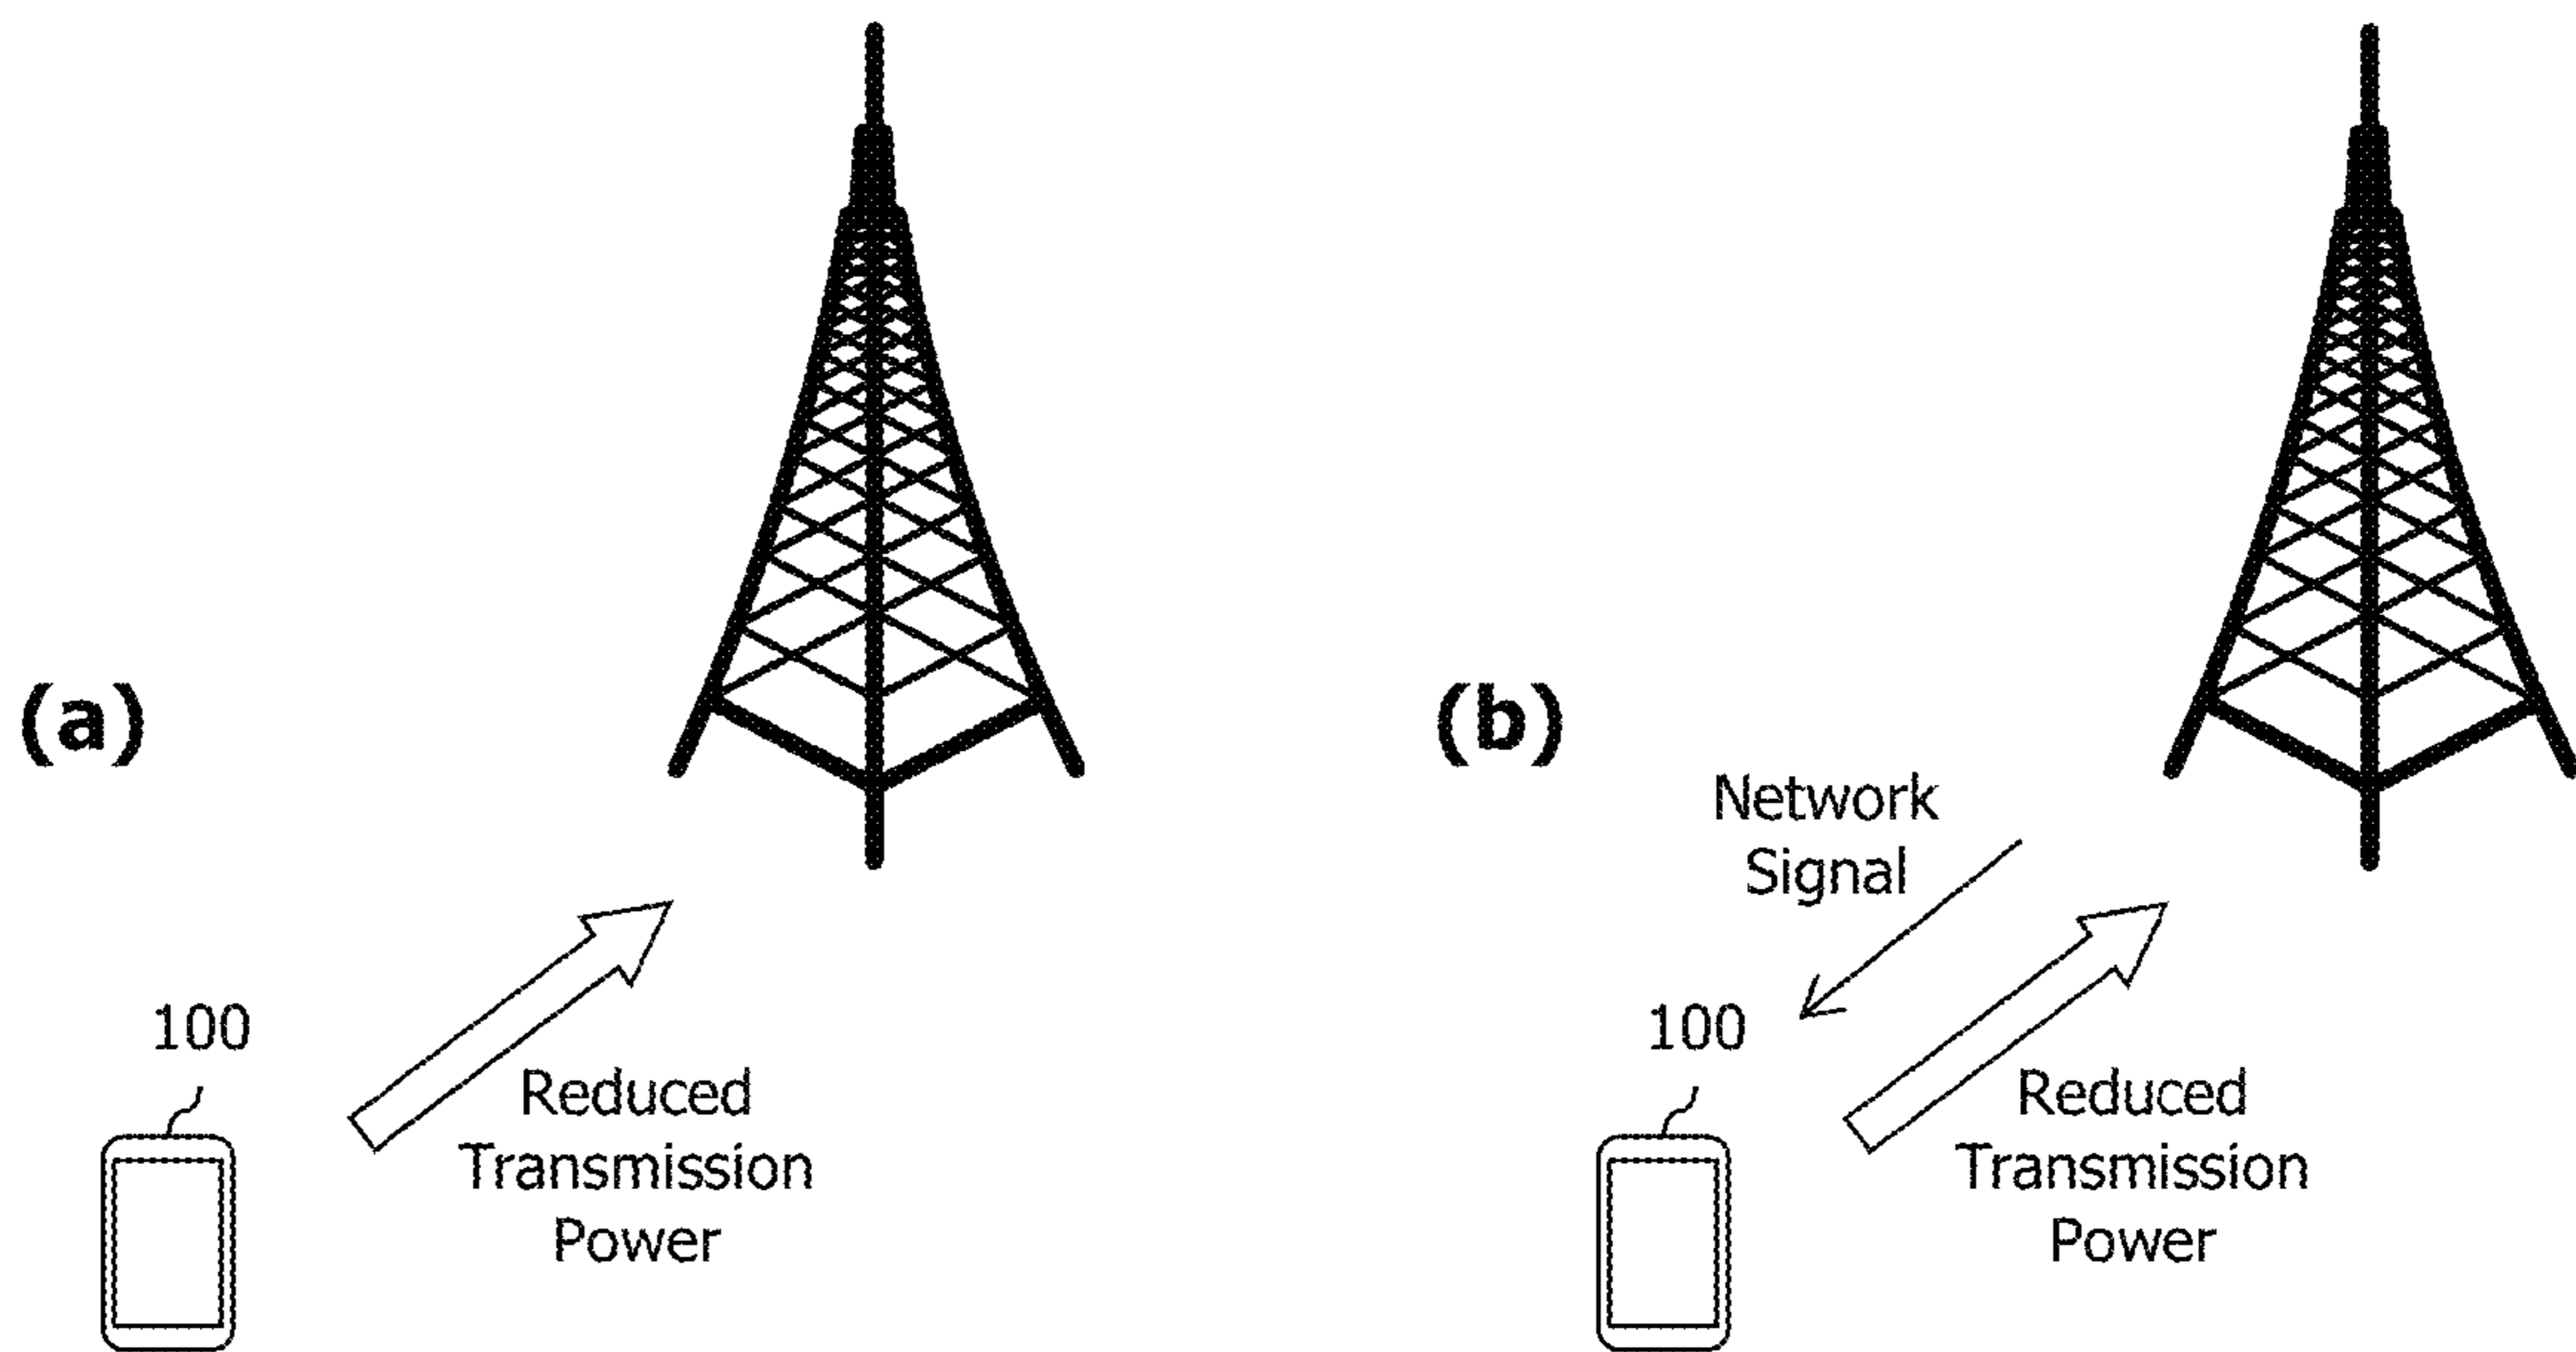 (a)
100
Reduced
Transmission
Power
(b)
Network
Signal
100
Reduced
Transmission
Power